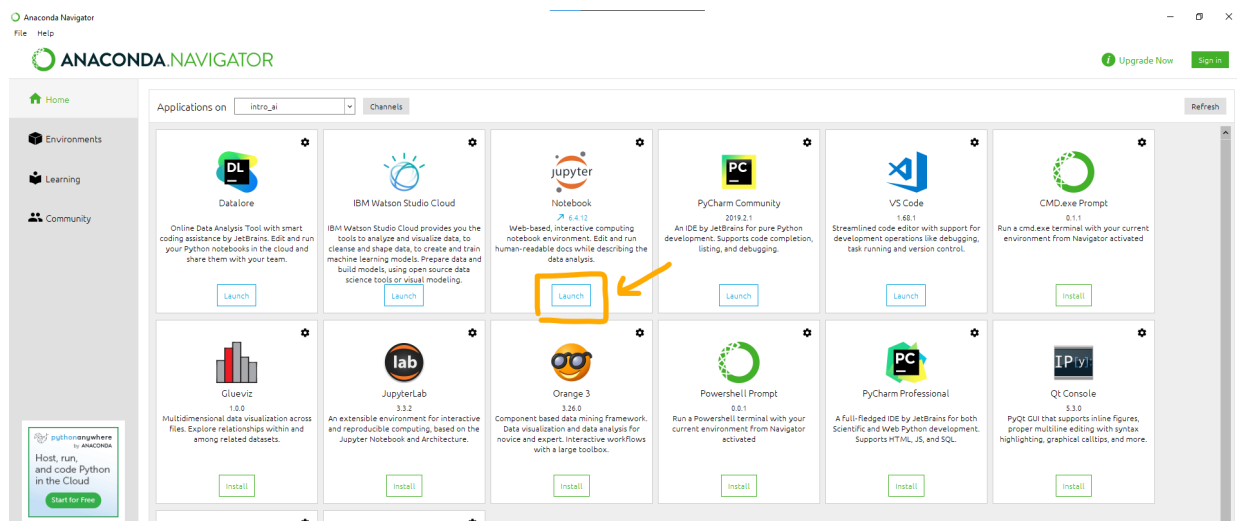 Anaconda Navigator
File Help
ANACONDA.NAVIGATOR
Upgrade Now
Sign in
Home
Environments
Learning
Community
Applications on intro_ai Channels
Refresh
DL
Datalore
Online Data Analysis Tool with smart
coding assistance by JetBrains. Edit and run
your Python notebooks in the cloud and
share them with your team.
Launch
IBM Watson Studio Cloud
IBM Watson Studio Cloud provides you the
tools to analyze and visualize data, to
cleanse and shape data, to create and train
machine learning models. Prepare data and
build models, using open source data
science tools or visual modeling.
Launch
jupyter
Notebook
6.4.12
Web-based, interactive computing
notebook environment. Edit and run
human-readable docs while describing the
data analysis.
Launch
PC
PyCharm Community
2019.2.1
An IDE by JetBrains for pure Python
development. Supports code completion,
listing, and debugging.
Launch
VS Code
1.68.1
Streamlined code editor with support for
development operations like debugging,
task running and version control.
Launch
CMD.exe Prompt
0.1.1
Run a cmd.exe terminal with your current
environment from Navigator activated
Install
Glueviz
1.0.0
Multidimensional data visualization across
files. Explore relationships within and
among related datasets.
Install
lab
JupyterLab
3.3.2
An extensible environment for interactive
and reproducible computing, based on the
Jupyter Notebook and Architecture.
Install
Orange 3
3.26.0
Component based data mining framework.
Data visualization and data analysis for
novice and expert. Interactive workflows
with a large toolbox.
Install
Powershell Prompt
0.0.1
Run a Powershell terminal with your
current environment from Navigator
activated
Install
PC
PyCharm Professional
A full-fledged IDE by JetBrains for both
Scientific and Web Python development.
Supports HTML, JS, and SQL.
Install
IP[y]:
Qt Console
5.3.0
PyQt GUI that supports inline figures,
proper multiline editing with syntax
highlighting, graphical calltips, and more.
Install
pythonanywhere
by ANACONDA
Host, run,
and code Python
in the Cloud
Start for Free